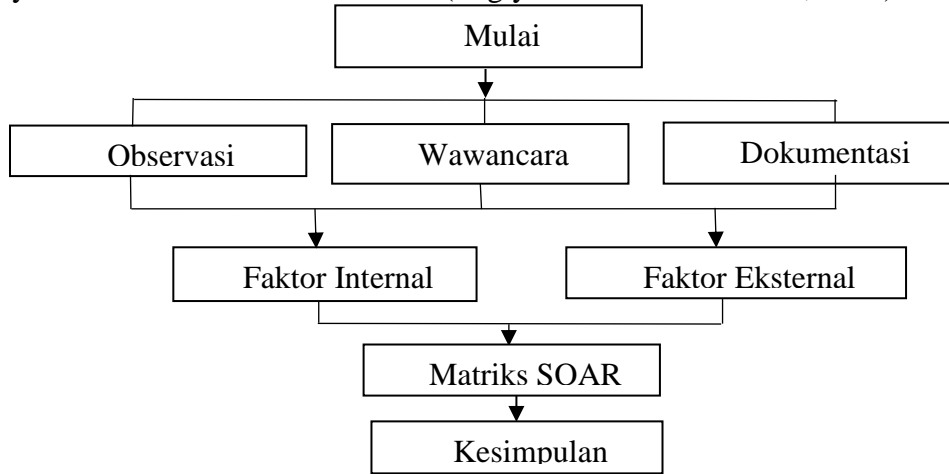 Mulai
Observasi
Wawancara
Dokumentasi
Faktor Internal
Faktor Eksternal
Matriks SOAR
Kesimpulan